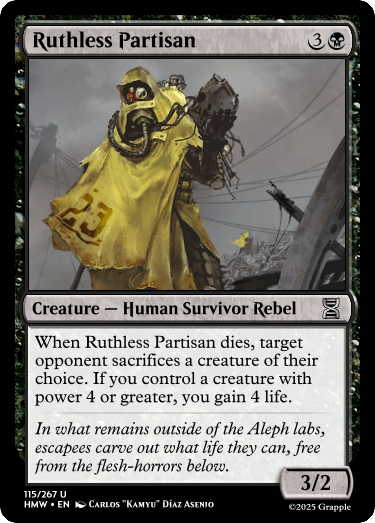 Ruthless Partisan 3
23
Creature — Human Survivor Rebel
When Ruthless Partisan dies, target
opponent sacrifices a creature of their
choice. If you control a creature with
power 4 or greater, you gain 4 life.
In what remains outside of the Aleph labs,
escapees carve out what life they can, free
from the flesh-horrors below.
3/2
115/267 U
HMW • EN Carlos "Kamyu" Díaz Asenjo
©2025 Grapple